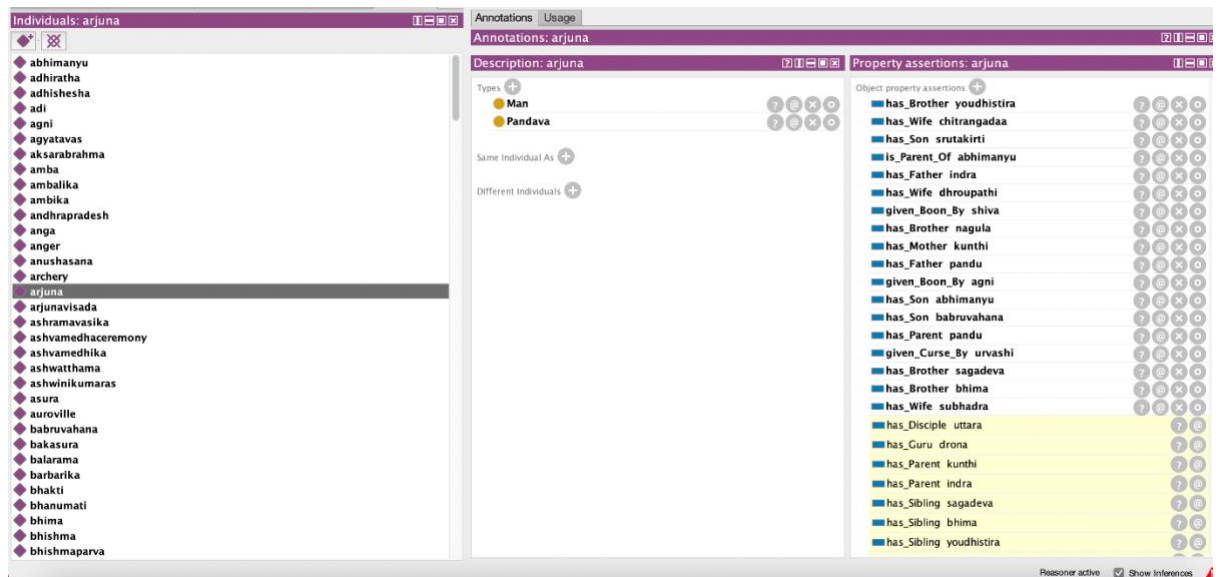 Individuals: arjuna
abhimanyu
adhiratha
adhishesha
adi
agni
agyatavas
aksarabrahma
amba
ambalika
ambika
andhrapradesh
anga
anger
anushasana
archery
arjuna
arjunavisada
ashramavasika
ashvamedhaceremony
ashvamedhika
ashwatthama
ashwinikumaras
asura
auroville
babruvahana
bakasura
balarama
barbarika
bhakti
bhanumati
bhima
bhishma
bhishmaparva
Annotations Usage
Annotations: arjuna
Description: arjuna
Types
Man
Pandava
Same Individual As
Different Individuals
Property assertions: arjuna
Object property assertions
has_Brother youdhistira
has_Wife chitrangadaa
has_Son srutakirti
is_Parent_Of abhimanyu
has_Father indra
has_Wife dhroupathi
given_Boon_By shiva
has_Brother nagula
has_Mother kunthi
has_Father pandu
given_Boon_By agni
has_Son abhimanyu
has_Son babruvahana
has_Parent pandu
given_Curse_By urvashi
has_Brother sagadeva
has_Brother bhima
has_Wife subhadra
has_Disciple uttara
has_Guru drona
has_Parent kunthi
has_Parent indra
has_Sibling sagadeva
has_Sibling bhima
has_Sibling youdhistira
Reasoner active Show Inferences